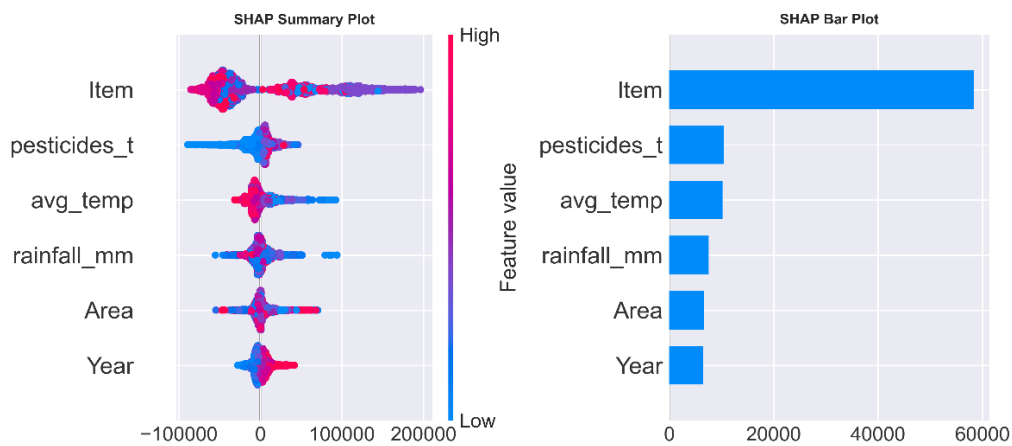 SHAP Summary Plot
High
Item
pesticides_t
avg_temp
rainfall_mm
Area
Year
Low
−100000 0 100000 200000
Feature value
SHAP Bar Plot
Item
pesticides_t
avg_temp
rainfall_mm
Area
Year
0 20000 40000 60000